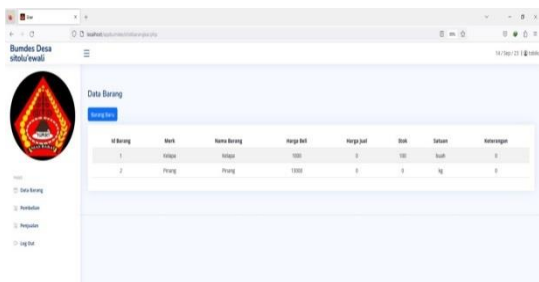 Bumdes Desa
sitolu'ewali
Data Barang
Barang Baru
Id Barang Merk Nama Barang Harga Beli Harga Jual Stok Satuan Keterangan
1 Kelapa Kelapa 0 100 buah 0
2 Pinang Pinang 0 0 kg 0
Data Barang
Pembelian
Penjualan
Log Out